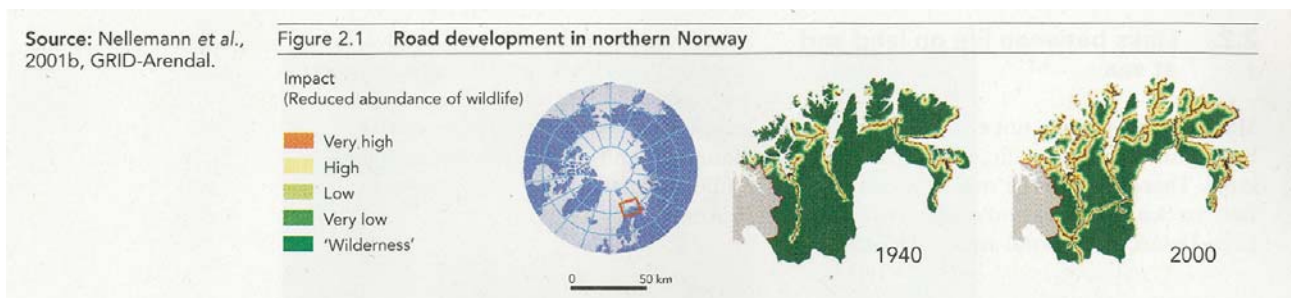 Source: Nellemann et al.,
2001b, GRID-Arendal.
Figure 2.1 Road development in northern Norway
Impact
(Reduced abundance of wildlife)
Very high
High
Low
Very low
'Wilderness'
0 50 km
1940
2000